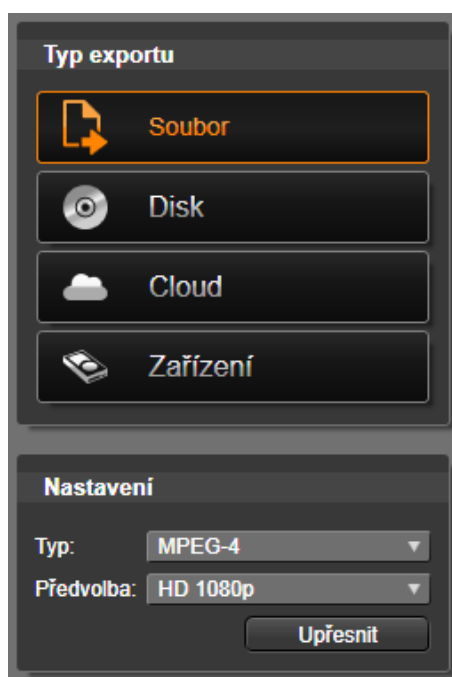 Typ exportu
Soubor
Disk
Cloud
Zařízení
Nastavení
Typ: MPEG-4
Předvolba: HD 1080p
Upřesnit